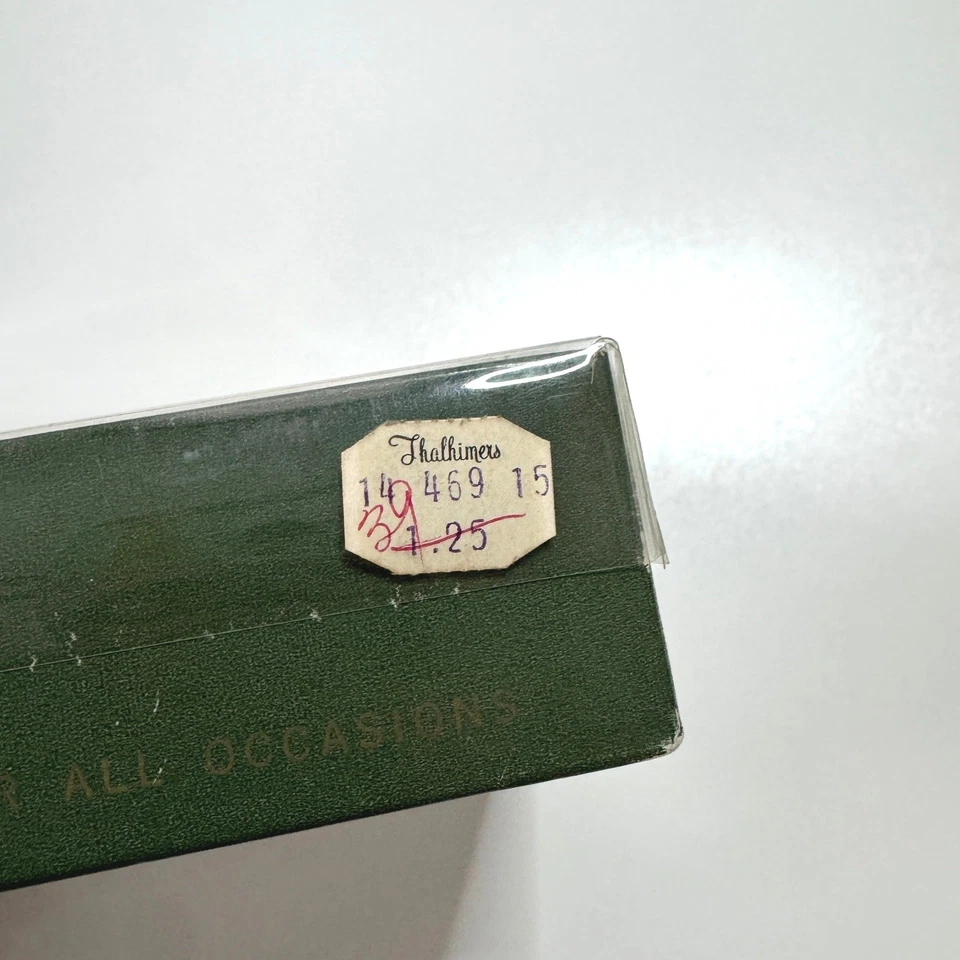 Thalhimers
14 469 15
39
1.25
R ALL OCCASIONS